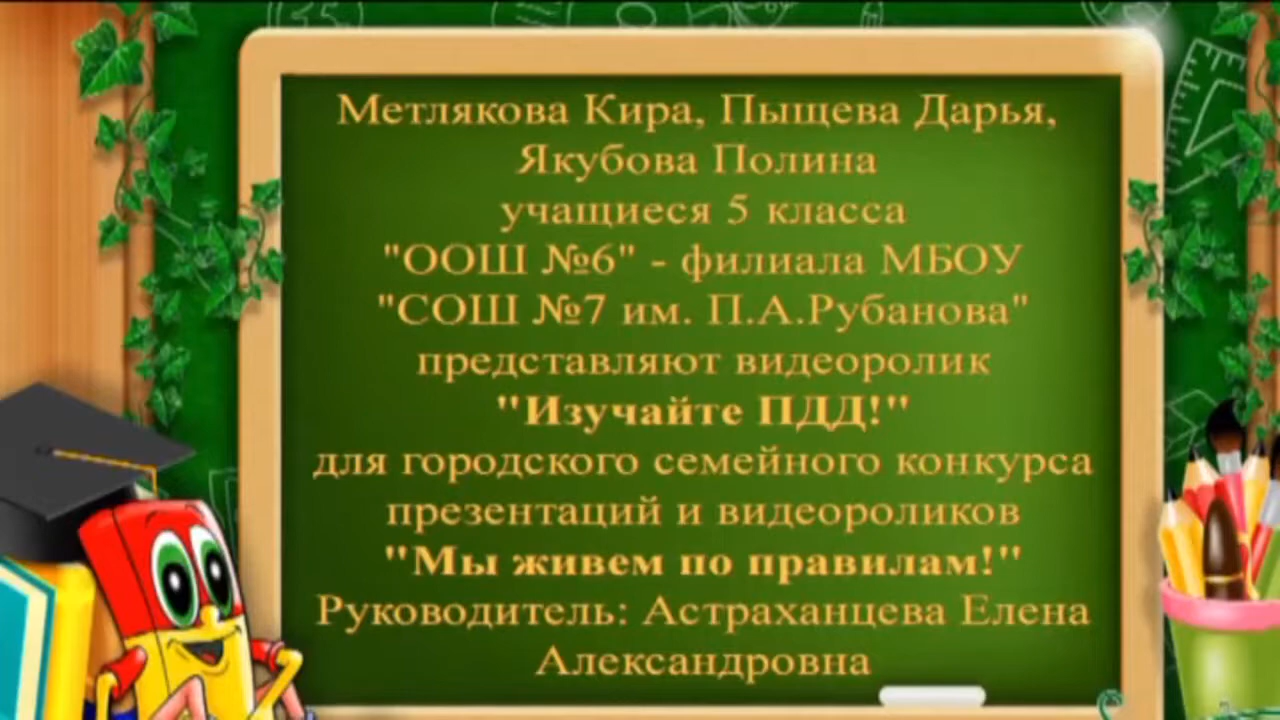 Метлякова Кира, Пыщева Дарья,
Якубова Полина
учащиеся 5 класса
"ООШ №6" - филиала МБОУ
"СОШ №7 им. П.А.Рубанова"
представляют видеоролик
"Изучайте ПДД!"
для городского семейного конкурса
презентаций и видеороликов
"Мы живем по правилам!"
Руководитель: Астраханцева Елена
Александровна